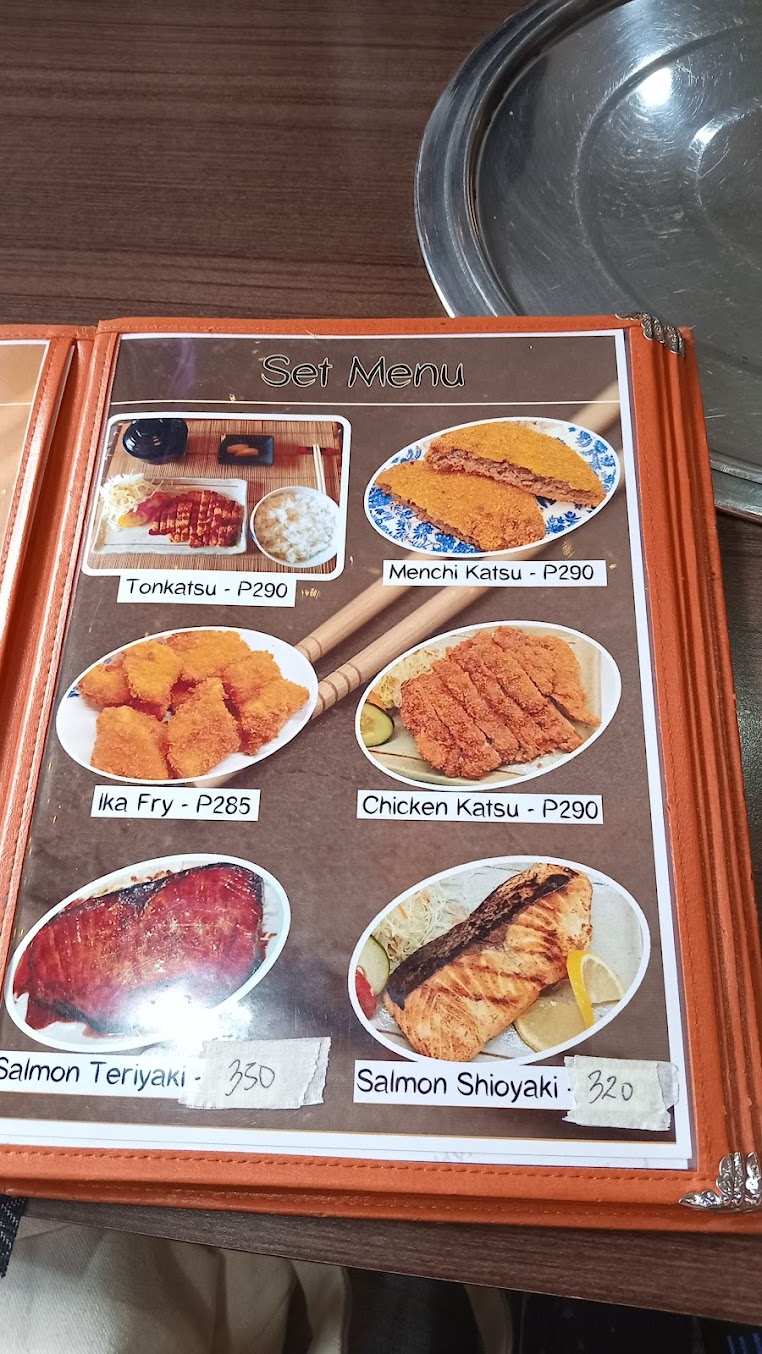 Set Menu
Tonkatsu - P290
Menchi Katsu - P290
Ika Fry - P285
Chicken Katsu - P290
Salmon Teriyaki - 350
Salmon Shioyaki - 320